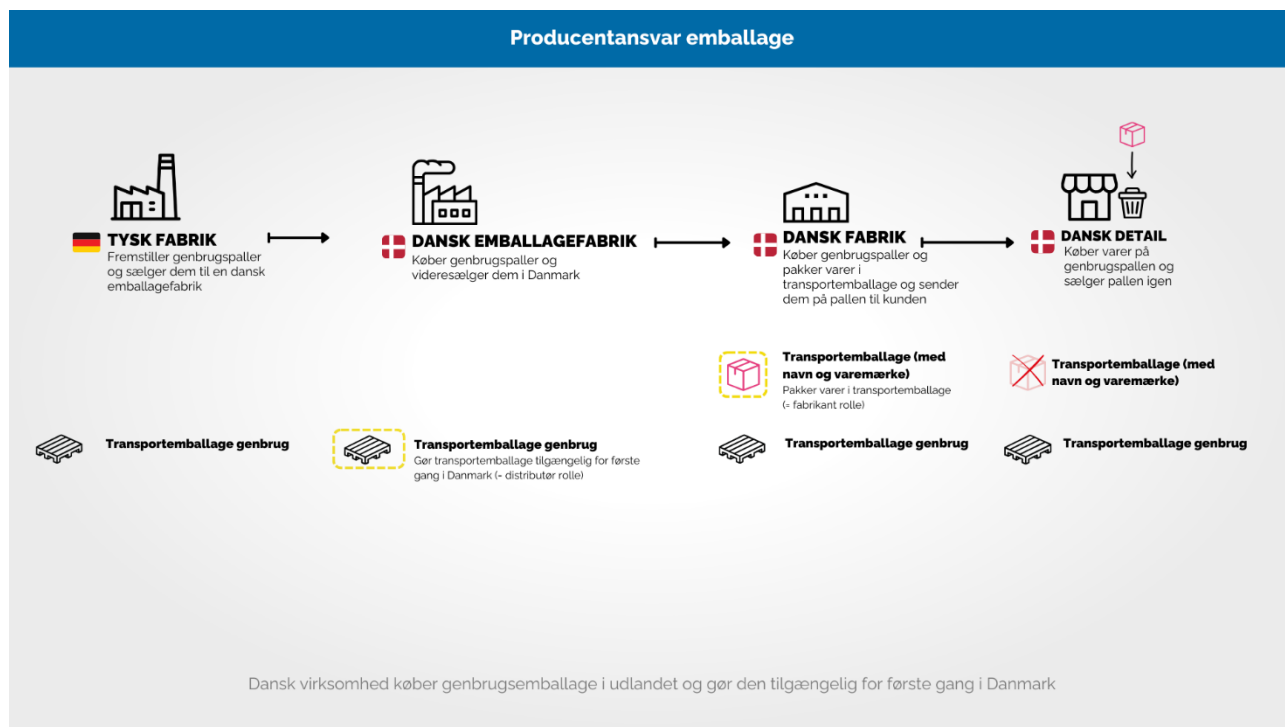 Producentansvar emballage
TYSK FABRIK
Fremstiller genbrugspaller
og sælger dem til en dansk
emballagefabrik
DANSK EMBALLAGEFABRIK
Køber genbrugspaller og
videresælger dem i Danmark
DANSK FABRIK
Køber genbrugspaller og
pakker varer i
transportemballage og sender
dem på pallen til kunden
DANSK DETAIL
Køber varer på
genbrugspallen og
sælger pallen igen
Transportemballage (med
navn og varemærke)
Pakker varer i transportemballage
(= fabrikant rolle)
Transportemballage (med
navn og varemærke)
Transportemballage genbrug
Transportemballage genbrug
Gør transportemballage tilgængelig for første
gang i Danmark (= distributør rolle)
Transportemballage genbrug
Transportemballage genbrug
Dansk virksomhed køber genbrugsemballage i udlandet og gør den tilgængelig for første gang i Danmark